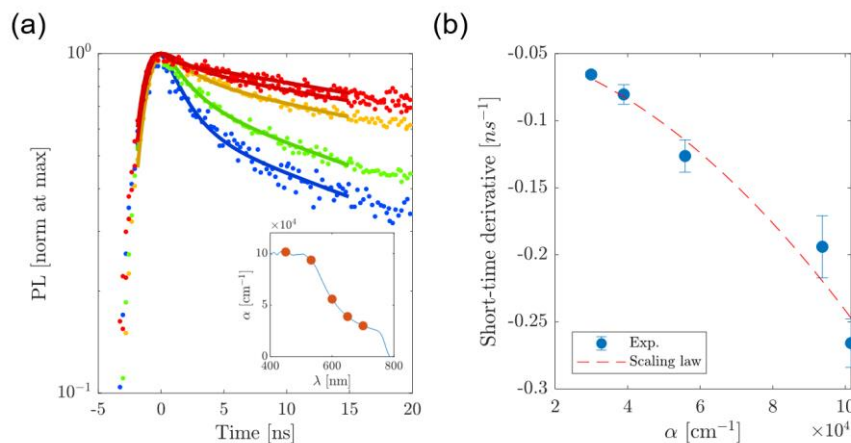 (a)
PL [norm at max]
10^0
10^-1
-5
0
5
10
15
20
Time [ns]
×10^4
α [cm^-1]
10
5
0
400
600
800
λ [nm]
(b)
Short-time derivative [ns^-1]
-0.05
-0.1
-0.15
-0.2
-0.25
-0.3
Exp.
Scaling law
2
4
6
8
10
α [cm^-1]
×10^4